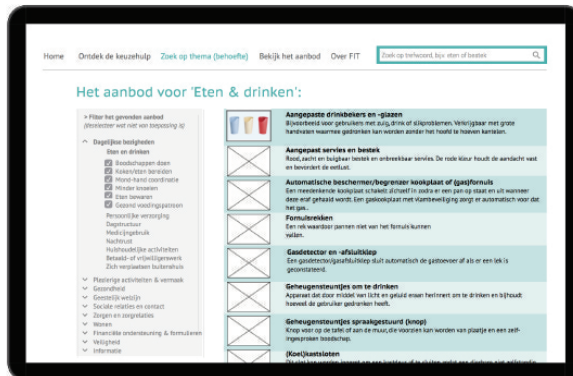 Home Ontdek de keuzehulp Zoek op thema (behoefte) Bekijk het aanbod Over FIT Zoek op trefwoord, bijv. eten of bestek
Het aanbod voor 'Eten & drinken':
> Filter het gevonden aanbod
(deselecteer wat niet van toepassing is)
Dagelijkse bezigheden
Eten en drinken
Boodschappen doen
Koken/eten bereiden
Mond-hand coordinatie
Minder knoeien
Eten bewaren
Gezond voedingspatroon
Persoonlijke verzorging
Dagstructuur
Medicijngebruik
Nachtrust
Huishoudelijke activiteiten
Betaald- of vrijwilligerswerk
Zich verplaatsen buitenshuis
Plezierige activiteiten & vermaak
Gezondheid
Geestelijk welzijn
Sociale relaties en contact
Zorgen en zorgrelaties
Wonen
Financiële ondersteuning & formulieren
Veiligheid
Informatie
Aangepaste drinkbekers en -glazen
Bijvoorbeeld voor gebruikers met zuig, drink of slikproblemen. Verkrijgbaar met grote
handvaten waarmee gedronken kan worden zonder het hoofd te hoeven kantelen.
Aangepast servies en bestek
Rood, zacht en buigbaar bestek en onbreekbaar servies. De rode kleur houdt de aandacht vast
en bevordert de eetlust.
Automatische beschermer/begrenzer kookplaat of (gas)fornuis
Een meedenkende kookplaat schakelt zichzelf in zodra er een pan op staat en uit wanneer
deze eraf gehaald wordt. Een gaskookplaat met vlambeveiliging zorgt er automatisch voor dat
het gas..
Fornuisrekken
Een rek waardoor pannen niet van het fornuis kunnen
vallen.
Gasdetector en -afsluitklep
Een gasdetector/gasafsluitklep sluit automatisch de gastoevoer af als er een lek is
geconstateerd.
Geheugensteuntjes om te drinken
Apparaat dat door middel van licht en geluid eraan herinnert om te drinken en bijhoudt
hoeveel de gebruiker gedronken heeft.
Geheugensteuntjes spraakgestuurd (knop)
Knop voor op de tafel of aan de muur, die voorzien kan worden van plaatje en een zelf-
ingesproken boodschap.
(Koel)kastsloten